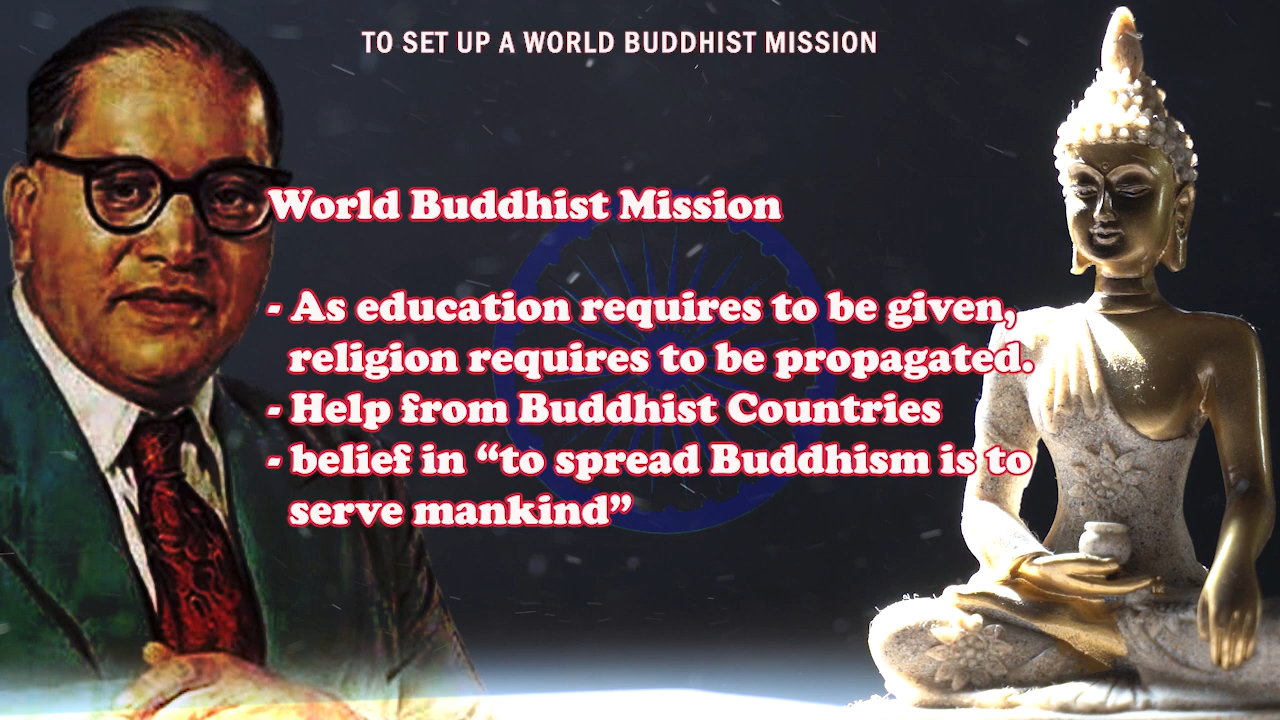 TO SET UP A WORLD BUDDHIST MISSION
World Buddhist Mission
- As education requires to be given,
religion requires to be propagated.
- Help from Buddhist Countries
- belief in “to spread Buddhism is to
serve mankind”